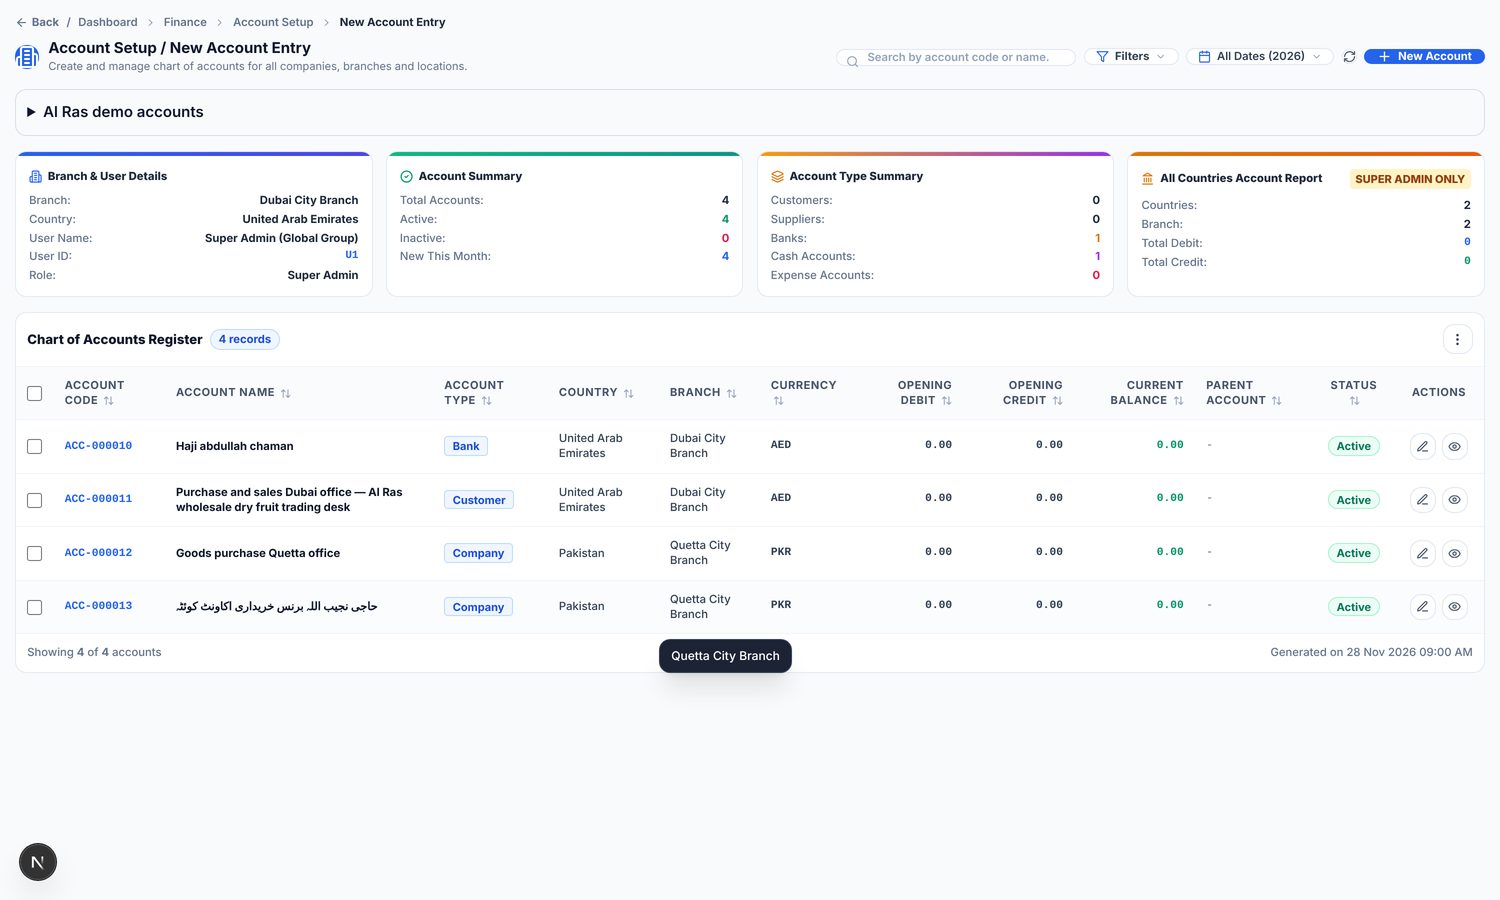 Back / Dashboard > Finance > Account Setup > New Account Entry
Account Setup / New Account Entry
Create and manage chart of accounts for all companies, branches and locations.
Search by account code or name.
Filters
All Dates (2026)
New Account
Al Ras demo accounts
Branch & User Details
Branch: Dubai City Branch
Country: United Arab Emirates
User Name: Super Admin (Global Group)
User ID: U1
Role: Super Admin
Account Summary
Total Accounts: 4
Active: 4
Inactive: 0
New This Month: 4
Account Type Summary
Customers: 0
Suppliers: 0
Banks: 1
Cash Accounts: 1
Expense Accounts: 0
All Countries Account Report SUPER ADMIN ONLY
Countries: 2
Branch: 2
Total Debit: 0
Total Credit: 0
Chart of Accounts Register 4 records
ACCOUNT CODE ACCOUNT NAME ACCOUNT TYPE COUNTRY BRANCH CURRENCY OPENING DEBIT OPENING CREDIT CURRENT BALANCE PARENT ACCOUNT STATUS ACTIONS
ACC-000010 Haji abdullah chaman Bank United Arab Emirates Dubai City Branch AED 0.00 0.00 0.00 - Active
ACC-000011 Purchase and sales Dubai office — Al Ras wholesale dry fruit trading desk Customer United Arab Emirates Dubai City Branch AED 0.00 0.00 0.00 - Active
ACC-000012 Goods purchase Quetta office Company Pakistan Quetta City Branch PKR 0.00 0.00 0.00 - Active
ACC-000013 حاجی نجیب اللہ برنس خریداری اکاونٹ کوئٹہ Company Pakistan Quetta City Branch PKR 0.00 0.00 0.00 - Active
Showing 4 of 4 accounts
Quetta City Branch
Generated on 28 Nov 2026 09:00 AM
N